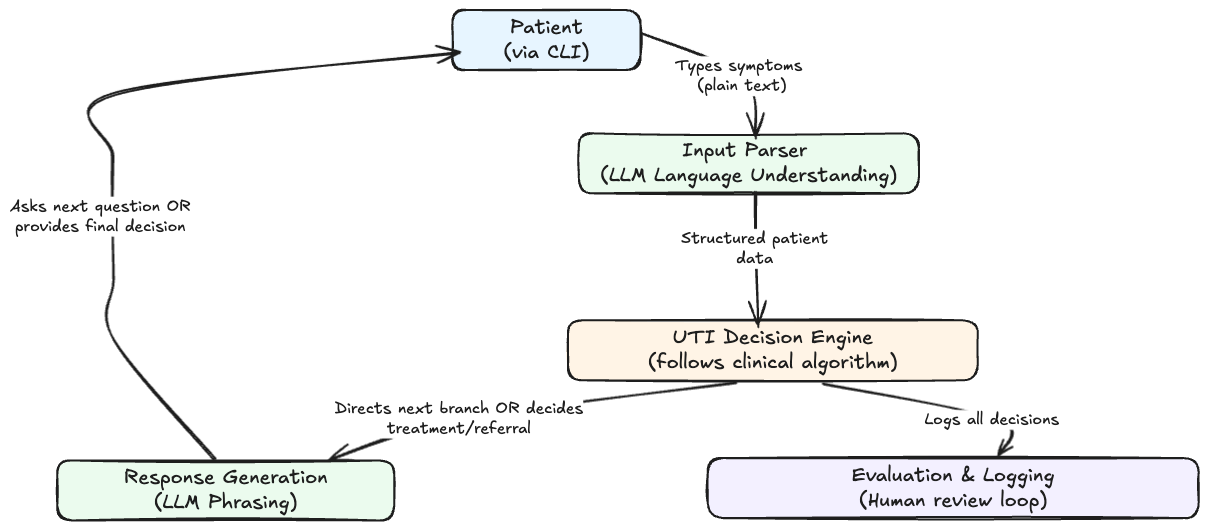 Patient
(via CLI)
Types symptoms
(plain text)
Input Parser
(LLM Language Understanding)
Asks next question OR
provides final decision
Structured patient
data
UTI Decision Engine
(follows clinical algorithm)
Directs next branch OR decides
treatment/referral
Logs all decisions
Response Generation
(LLM Phrasing)
Evaluation & Logging
(Human review loop)